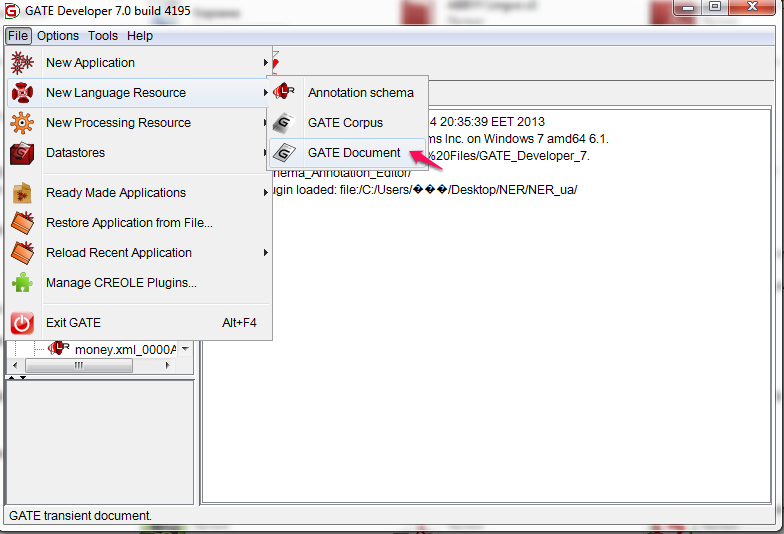 GATE Developer 7.0 build 4195
File Options Tools Help
New Application
New Language Resource
New Processing Resource
Datastores
Ready Made Applications
Restore Application from File...
Reload Recent Application
Manage CREOLE Plugins...
Exit GATE Alt+F4
Annotation schema
GATE Corpus
GATE Document
4 20:35:39 EET 2013
ms Inc. on Windows 7 amd64 6.1.
%20Files/GATE_Developer_7.
hema_Annotation_Editor/
ugin loaded: file:/C:/Users/���/Desktop/NER/NER_ua/
money.xml_0000A
GATE transient document.